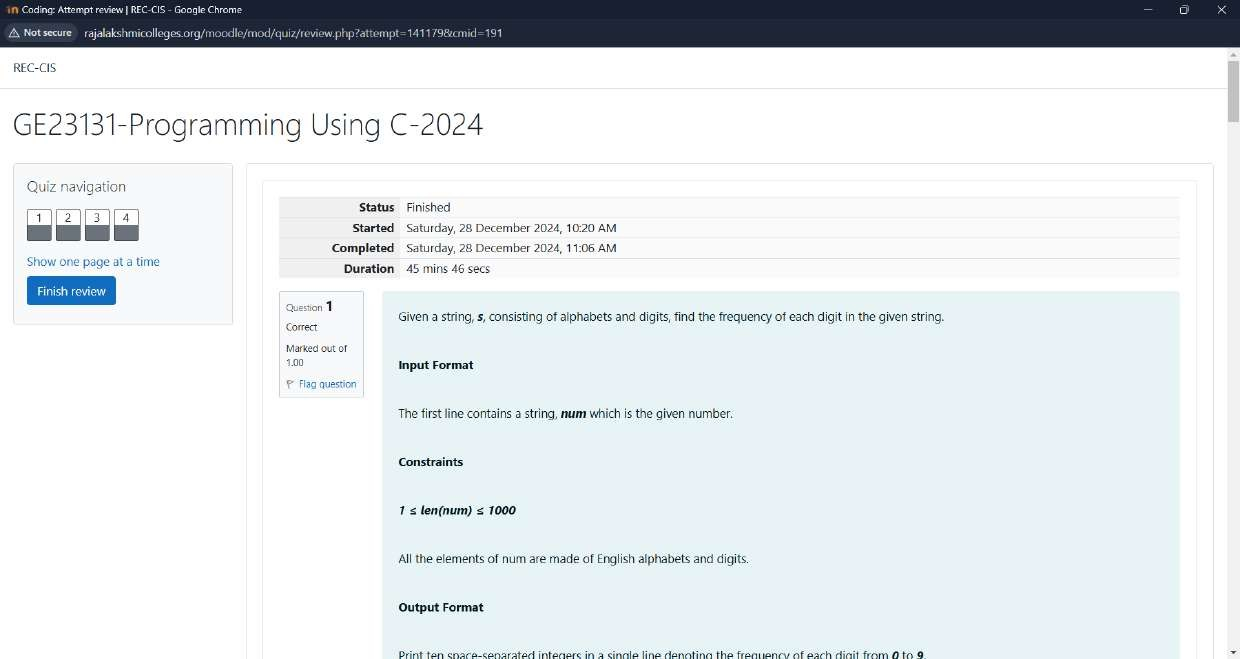 Coding: Attempt review | REC-CIS - Google Chrome
Not secure rajalakshmicolleges.org/moodle/mod/quiz/review.php?attempt=141179&cmid=191
REC-CIS
GE23131-Programming Using C-2024
Quiz navigation
1 2 3 4
Show one page at a time
Finish review
Status Finished
Started Saturday, 28 December 2024, 10:20 AM
Completed Saturday, 28 December 2024, 11:06 AM
Duration 45 mins 46 secs
Question 1
Correct
Marked out of
1.00
Flag question
Given a string, s, consisting of alphabets and digits, find the frequency of each digit in the given string.
Input Format
The first line contains a string, num which is the given number.
Constraints
1 ≤ len(num) ≤ 1000
All the elements of num are made of English alphabets and digits.
Output Format
Print ten space-separated integers in a single line denoting the frequency of each digit from 0 to 9.